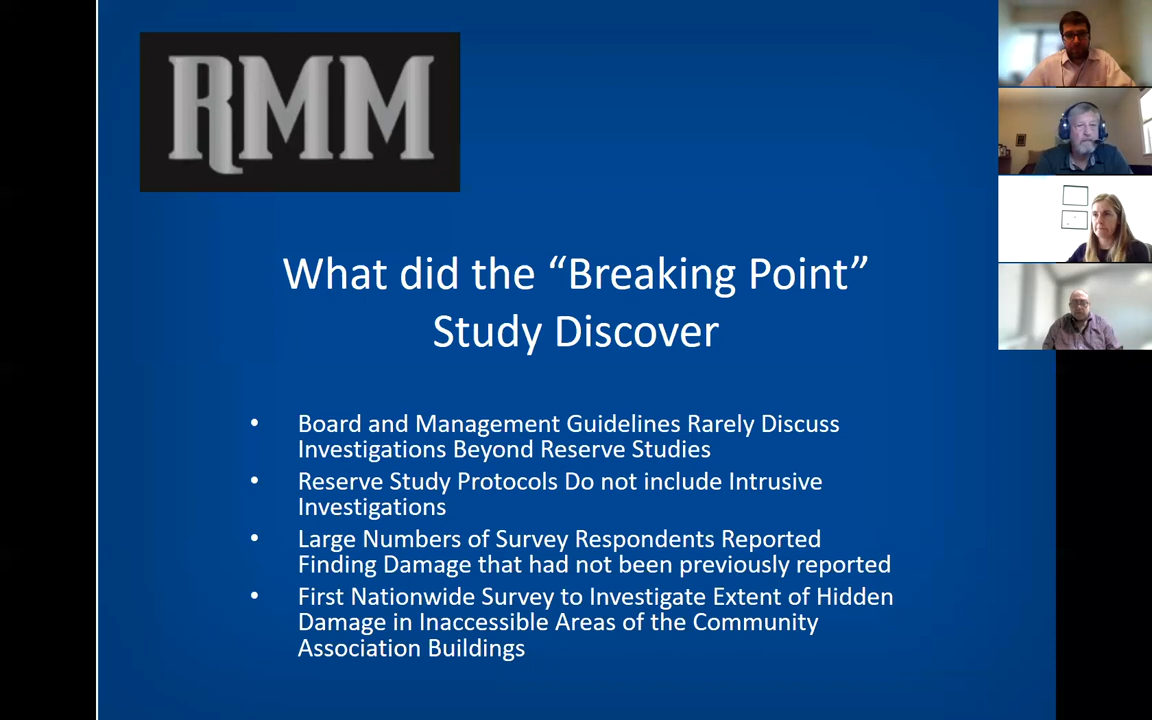 RMM
What did the “Breaking Point”
Study Discover
• Board and Management Guidelines Rarely Discuss
Investigations Beyond Reserve Studies
• Reserve Study Protocols Do not include Intrusive
Investigations
• Large Numbers of Survey Respondents Reported
Finding Damage that had not been previously reported
• First Nationwide Survey to Investigate Extent of Hidden
Damage in Inaccessible Areas of the Community
Association Buildings